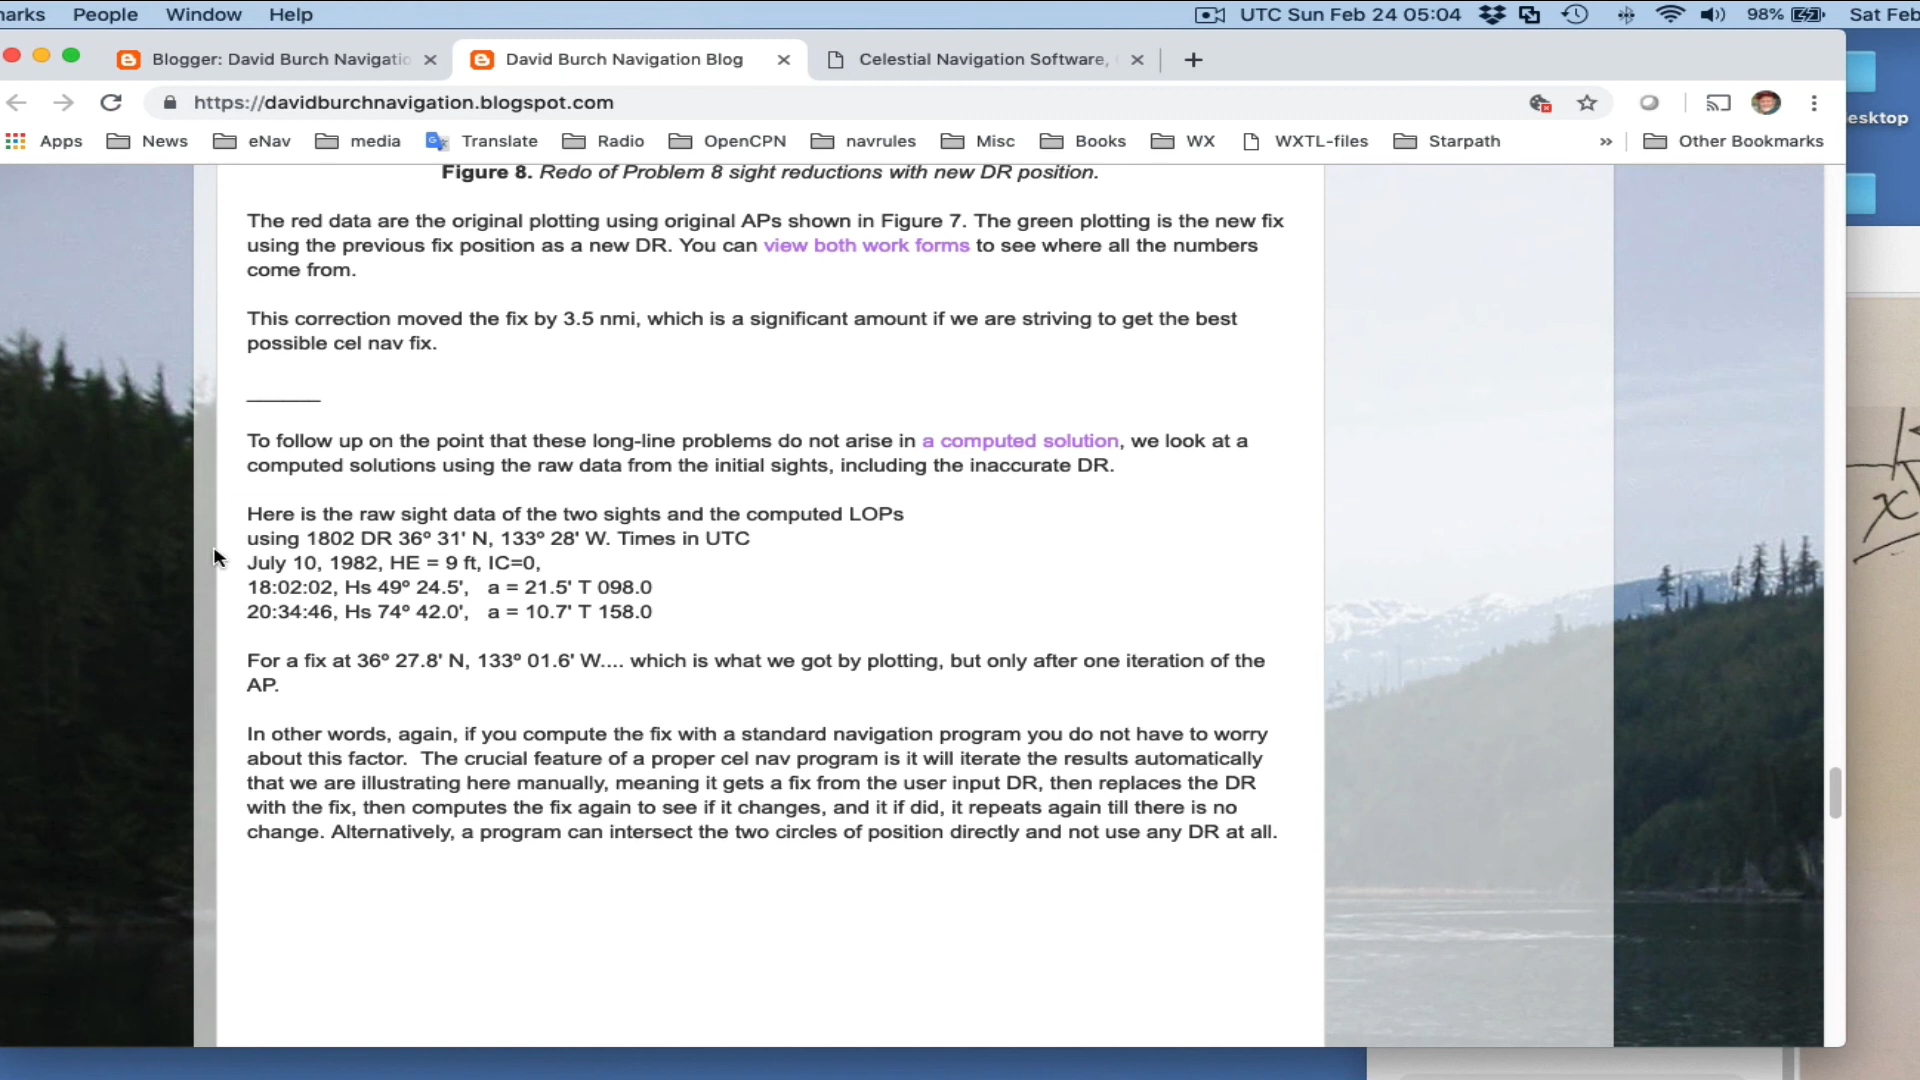 marks People Window Help UTC Sun Feb 24 05:04 98% Sat Feb
Blogger: David Burch Navigatio David Burch Navigation Blog Celestial Navigation Software,
https://davidburchnavigation.blogspot.com
Apps News eNav media Translate Radio OpenCPN navrules Misc Books WX WXTL-files Starpath » Other Bookmarks
esktop
Figure 8. Redo of Problem 8 sight reductions with new DR position.
The red data are the original plotting using original APs shown in Figure 7. The green plotting is the new fix
using the previous fix position as a new DR. You can view both work forms to see where all the numbers
come from.
This correction moved the fix by 3.5 nmi, which is a significant amount if we are striving to get the best
possible cel nav fix.
To follow up on the point that these long-line problems do not arise in a computed solution, we look at a
computed solutions using the raw data from the initial sights, including the inaccurate DR.
Here is the raw sight data of the two sights and the computed LOPs
using 1802 DR 36º 31' N, 133º 28' W. Times in UTC
July 10, 1982, HE = 9 ft, IC=0,
18:02:02, Hs 49º 24.5', a = 21.5' T 098.0
20:34:46, Hs 74º 42.0', a = 10.7' T 158.0
For a fix at 36º 27.8' N, 133º 01.6' W.... which is what we got by plotting, but only after one iteration of the
AP.
In other words, again, if you compute the fix with a standard navigation program you do not have to worry
about this factor. The crucial feature of a proper cel nav program is it will iterate the results automatically
that we are illustrating here manually, meaning it gets a fix from the user input DR, then replaces the DR
with the fix, then computes the fix again to see if it changes, and it if did, it repeats again till there is no
change. Alternatively, a program can intersect the two circles of position directly and not use any DR at all.